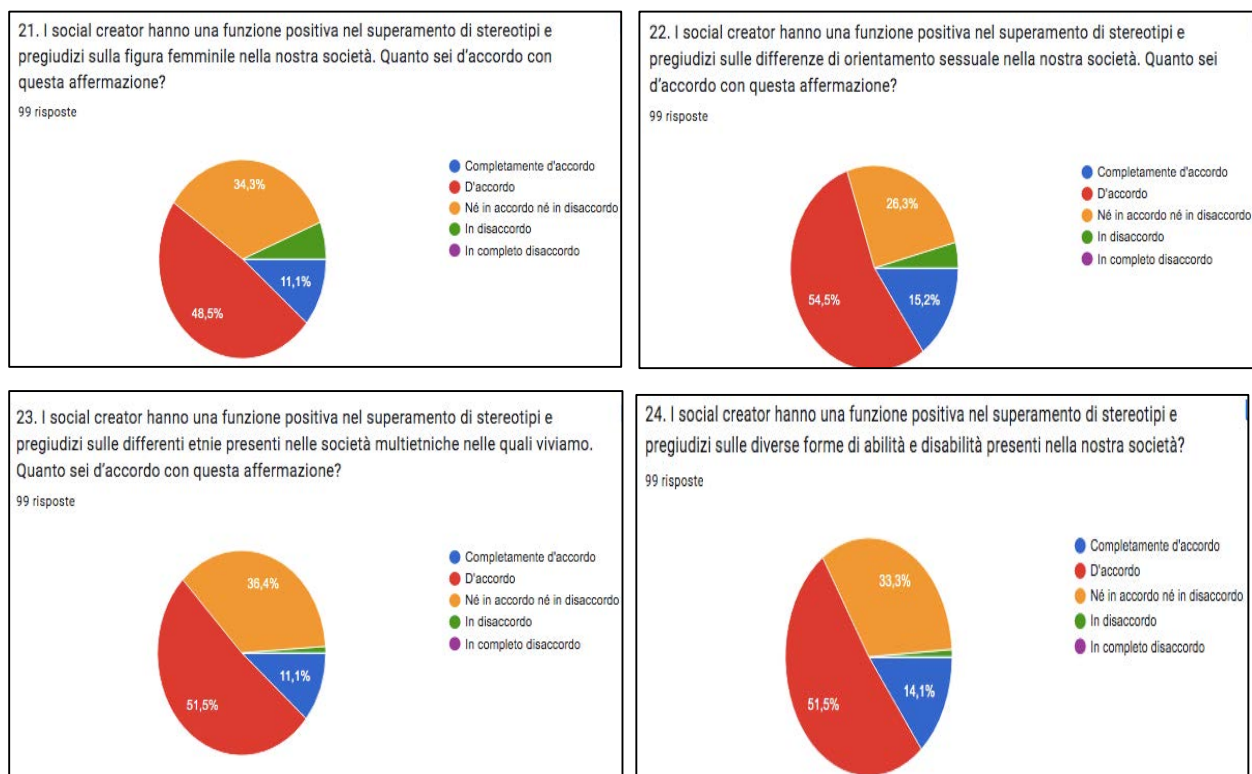 21. I social creator hanno una funzione positiva nel superamento di stereotipi e
pregiudizi sulla figura femminile nella nostra società. Quanto sei d'accordo con
questa affermazione?
99 risposte
34,3%
11,1%
48,5%
Completamente d'accordo
D'accordo
Né in accordo né in disaccordo
In disaccordo
In completo disaccordo
22. I social creator hanno una funzione positiva nel superamento di stereotipi e
pregiudizi sulle differenze di orientamento sessuale nella nostra società. Quanto sei
d'accordo con questa affermazione?
99 risposte
26,3%
54,5%
15,2%
Completamente d'accordo
D'accordo
Né in accordo né in disaccordo
In disaccordo
In completo disaccordo
23. I social creator hanno una funzione positiva nel superamento di stereotipi e
pregiudizi sulle differenti etnie presenti nelle società multietniche nelle quali viviamo.
Quanto sei d'accordo con questa affermazione?
99 risposte
36,4%
11,1%
51,5%
Completamente d'accordo
D'accordo
Né in accordo né in disaccordo
In disaccordo
In completo disaccordo
24. I social creator hanno una funzione positiva nel superamento di stereotipi e
pregiudizi sulle diverse forme di abilità e disabilità presenti nella nostra società?
99 risposte
33,3%
14,1%
51,5%
Completamente d'accordo
D'accordo
Né in accordo né in disaccordo
In disaccordo
In completo disaccordo